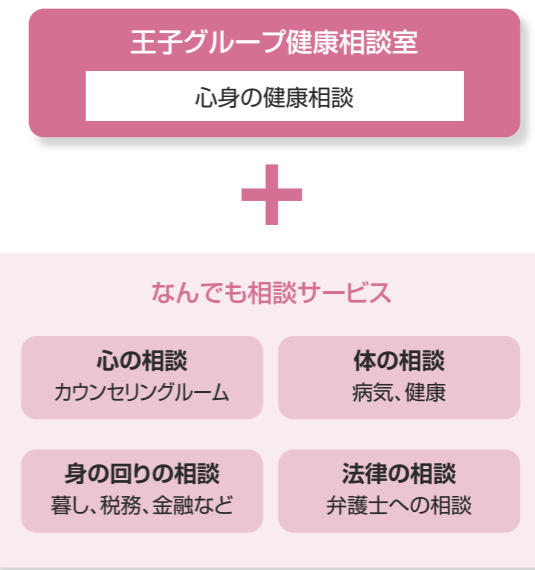 王子グループ健康相談室
心身の健康相談
+
なんでも相談サービス
心の相談
カウンセリングルーム
体の相談
病気、健康
身の回りの相談
暮し、税務、金融など
法律の相談
弁護士への相談